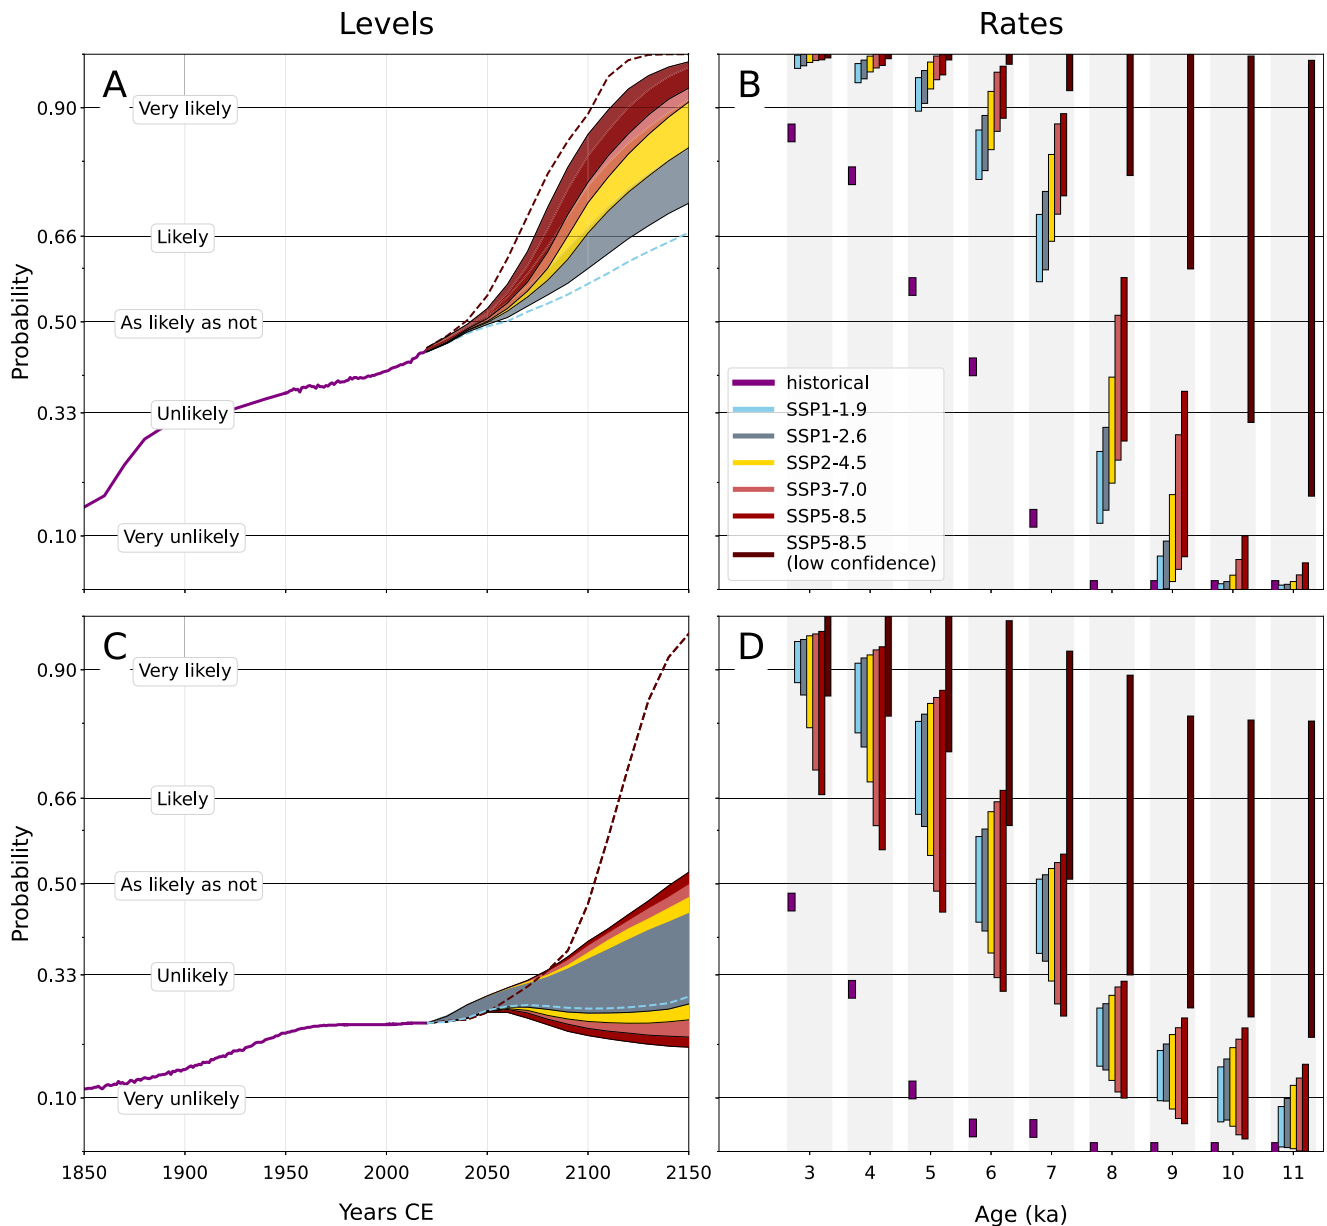 Levels
Rates
A
Very likely
Likely
As likely as not
Unlikely
Very unlikely
0.90
0.66
0.50
0.33
0.10
Probability
B
historical
SSP1-1.9
SSP1-2.6
SSP2-4.5
SSP3-7.0
SSP5-8.5
SSP5-8.5
(low confidence)
C
Very likely
Likely
As likely as not
Unlikely
Very unlikely
0.90
0.66
0.50
0.33
0.10
Probability
1850 1900 1950 2000 2050 2100 2150
Years CE
D
3 4 5 6 7 8 9 10 11
Age (ka)